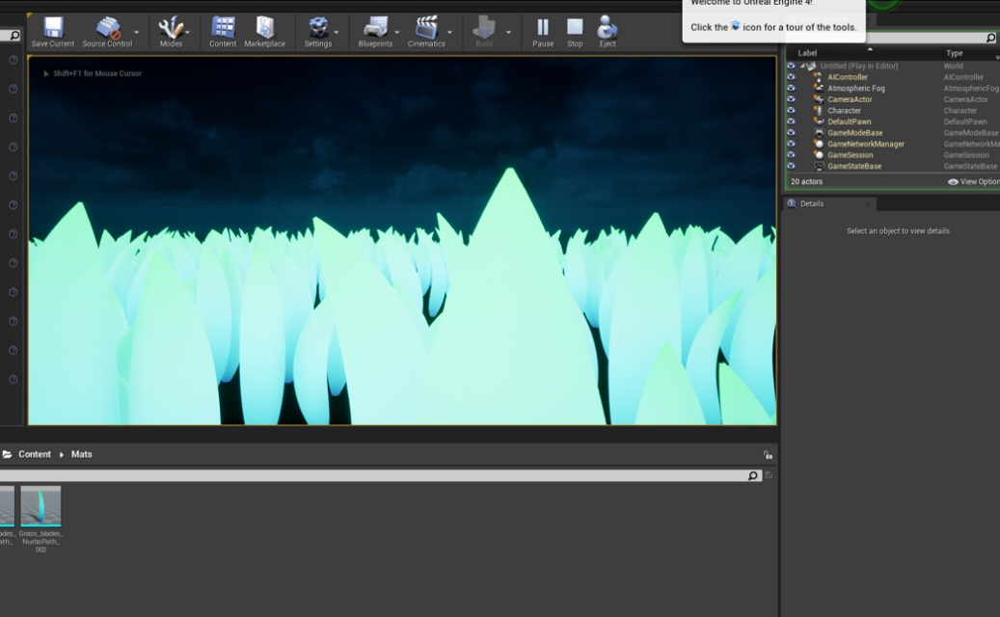 Welcome to Unreal Engine 4!
Click the icon for a tour of the tools.
Save Current
Source Control
Modes
Content
Marketplace
Settings
Blueprints
Cinematics
Build
Pause
Stop
Eject
Shift+F1 for Mouse Cursor
Label
Type
Untitled (Play In Editor)
World
AIController
AIController
Atmospheric Fog
AtmosphericFog
CameraActor
CameraActor
Character
Character
DefaultPawn
DefaultPawn
GameModeBase
GameModeBase
GameNetworkManager
GameNetworkMa
GameSession
GameSession
GameStateBase
GameStateBase
20 actors
View Option
Details
Select an object to view details.
Content
Mats
ades_
ath_
Grass_blades_
NurbsPath_
002